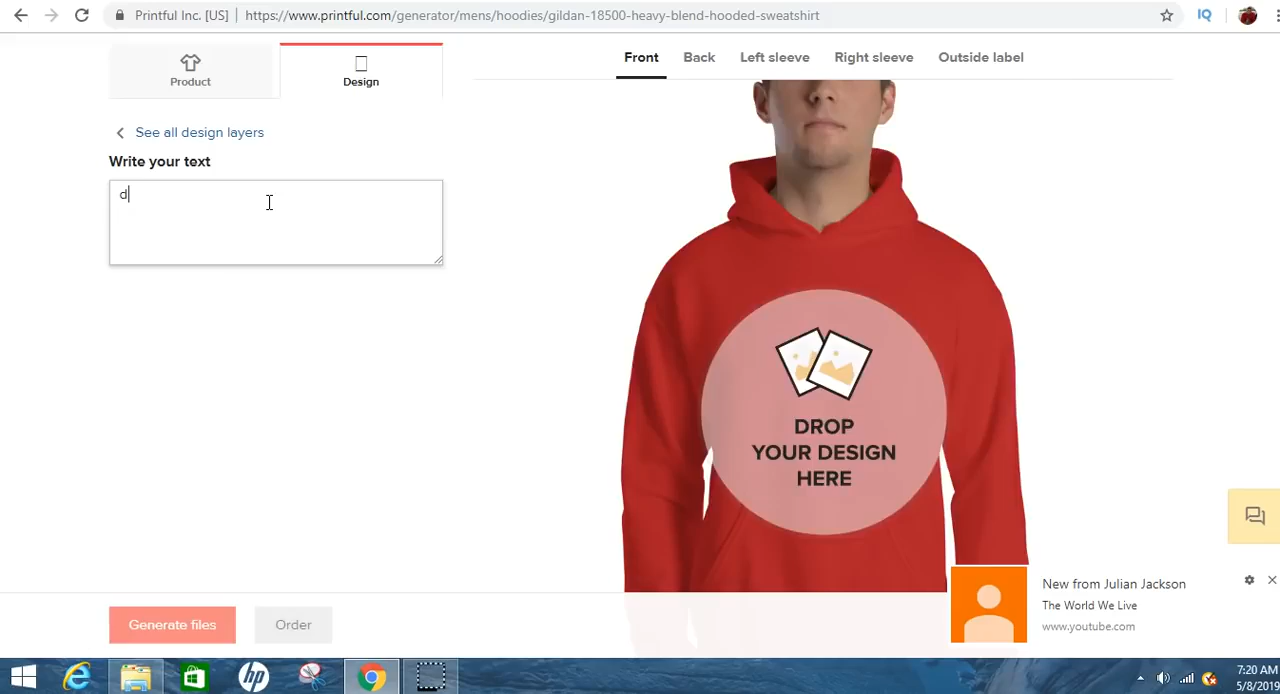 Printful Inc. [US]
https://www.printful.com/generator/mens/hoodies/gildan-18500-heavy-blend-hooded-sweatshirt
IQ
Product
Design
Front
Back
Left sleeve
Right sleeve
Outside label
See all design layers
Write your text
d
DROP
YOUR DESIGN
HERE
New from Julian Jackson
The World We Live
www.youtube.com
Generate files
Order
hp
7:20 AM
5/8/2019